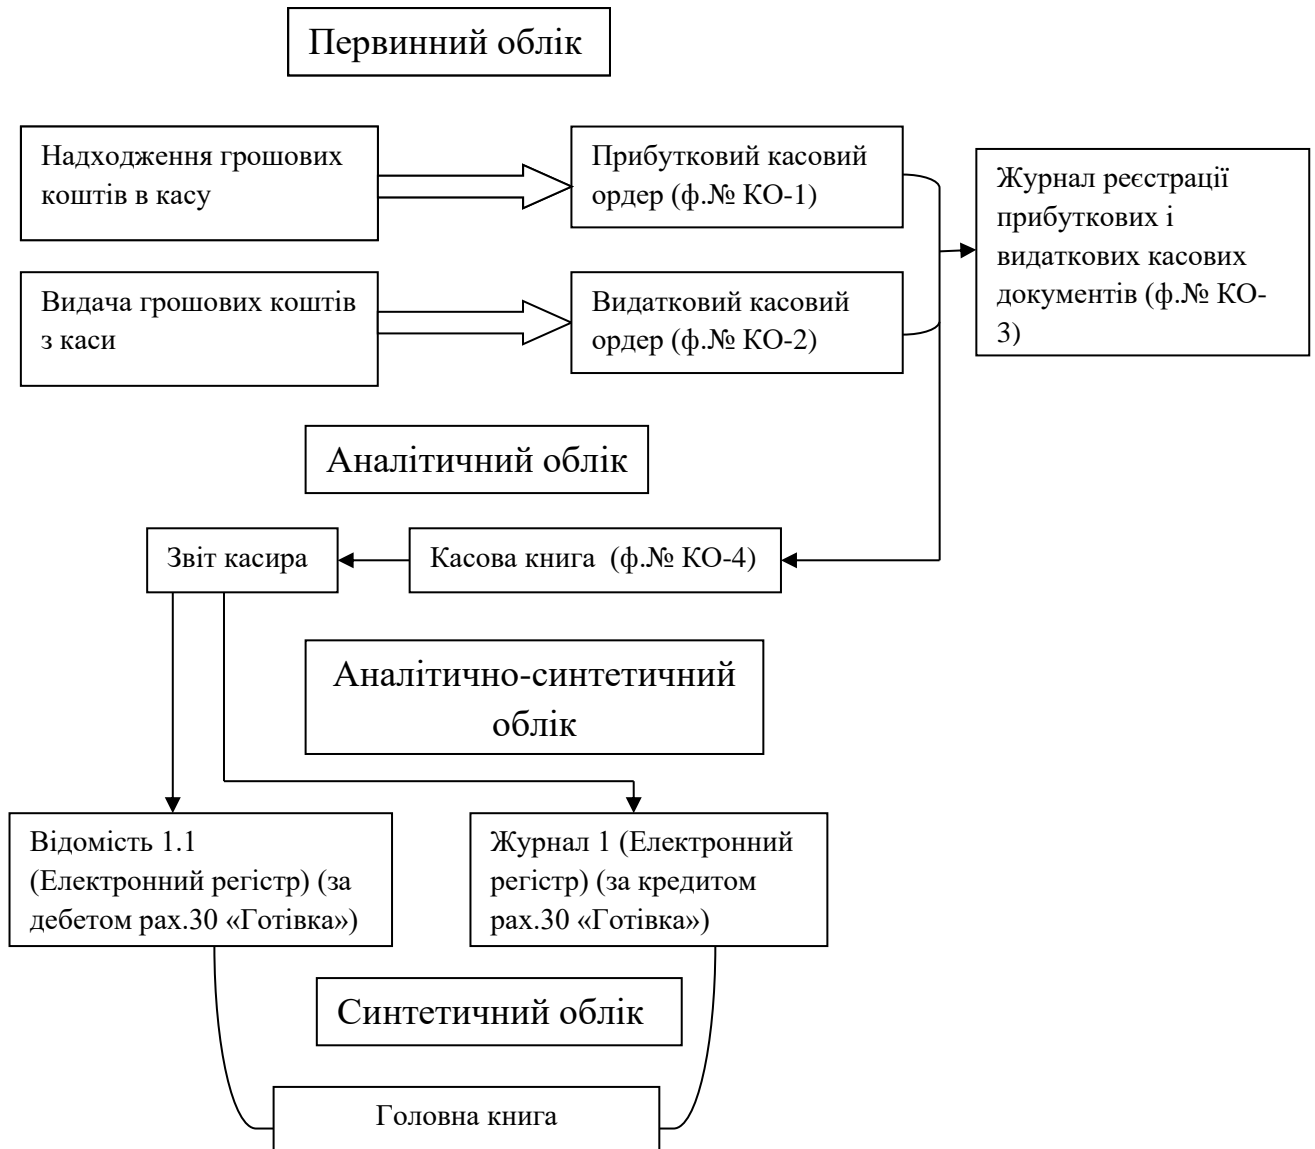 Первинний облік
Надходження грошових
коштів в касу
Прибутковий касовий
ордер (ф.№ КО-1)
Журнал реєстрації
прибуткових і
видаткових касових
документів (ф.№ КО-
3)
Видача грошових коштів
з каси
Видатковий касовий
ордер (ф.№ КО-2)
Аналітичний облік
Звіт касира
Касова книга (ф.№ КО-4)
Аналітично-синтетичний
облік
Відомість 1.1
(Електронний регістр) (за
дебетом рах.30 «Готівка»)
Журнал 1 (Електронний
регістр) (за кредитом
рах.30 «Готівка»)
Синтетичний облік
Головна книга